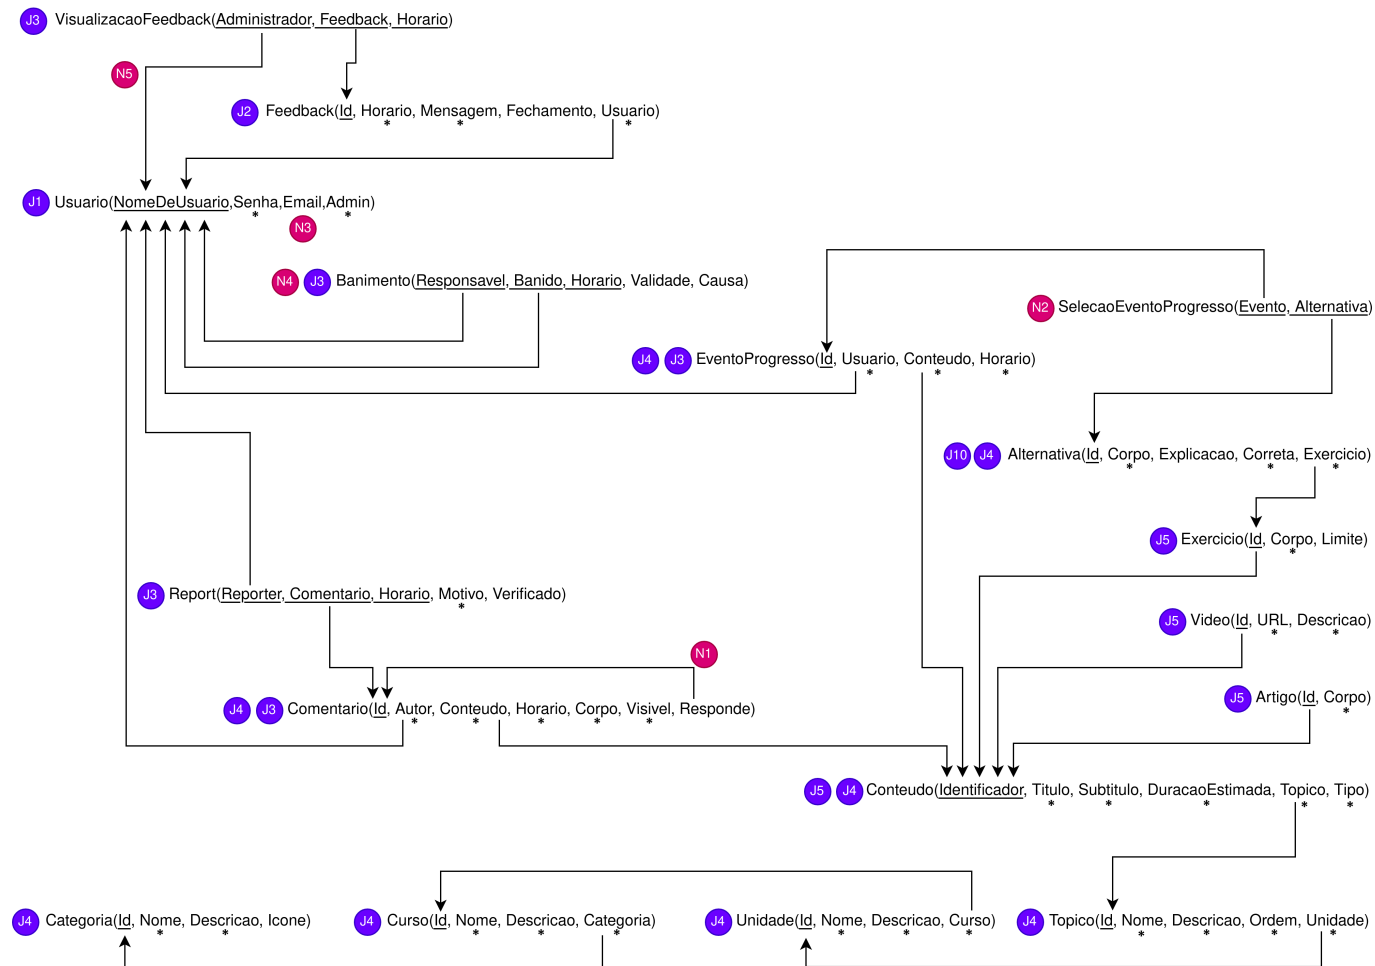 J3 VisualizacaoFeedback(Administrador, Feedback, Horario)
N5
J2 Feedback(Id, Horario, Mensagem, Fechamento, Usuario)
* * *
J1 Usuario(NomeDeUsuario,Senha,Email,Admin)
* *
N3
N4 J3 Banimento(Responsavel, Banido, Horario, Validade, Causa)
N2 SelecaoEventoProgresso(Evento, Alternativa)
J4 J3 EventoProgresso(Id, Usuario, Conteudo, Horario)
* * *
J10 J4 Alternativa(Id, Corpo, Explicacao, Correta, Exercicio)
* * *
J5 Exercicio(Id, Corpo, Limite)
*
J3 Report(Reporter, Comentario, Horario, Motivo, Verificado)
*
J5 Video(Id, URL, Descricao)
* *
N1
J5 Artigo(Id, Corpo)
*
J4 J3 Comentario(Id, Autor, Conteudo, Horario, Corpo, Visivel, Responde)
* * * * *
J5 J4 Conteudo(Identificador, Titulo, Subtitulo, DuracaoEstimada, Topico, Tipo)
* * * * *
J4 Categoria(Id, Nome, Descricao, Icone)
* *
J4 Curso(Id, Nome, Descricao, Categoria)
* * *
J4 Unidade(Id, Nome, Descricao, Curso)
* * *
J4 Topico(Id, Nome, Descricao, Ordem, Unidade)
* * * *